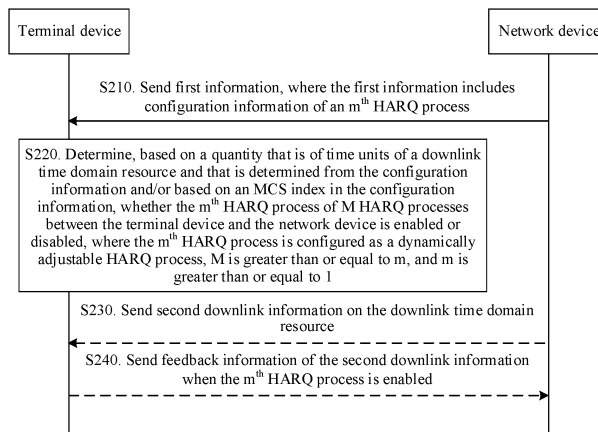 Terminal device
Network device
S210. Send first information, where the first information includes
configuration information of an mth HARQ process
S220. Determine, based on a quantity that is of time units of a downlink
time domain resource and that is determined from the configuration
information and/or based on an MCS index in the configuration
information, whether the mth HARQ process of M HARQ processes
between the terminal device and the network device is enabled or
disabled, where the mth HARQ process is configured as a dynamically
adjustable HARQ process, M is greater than or equal to m, and m is
greater than or equal to 1
S230. Send second downlink information on the downlink time domain
resource
S240. Send feedback information of the second downlink information
when the mth HARQ process is enabled